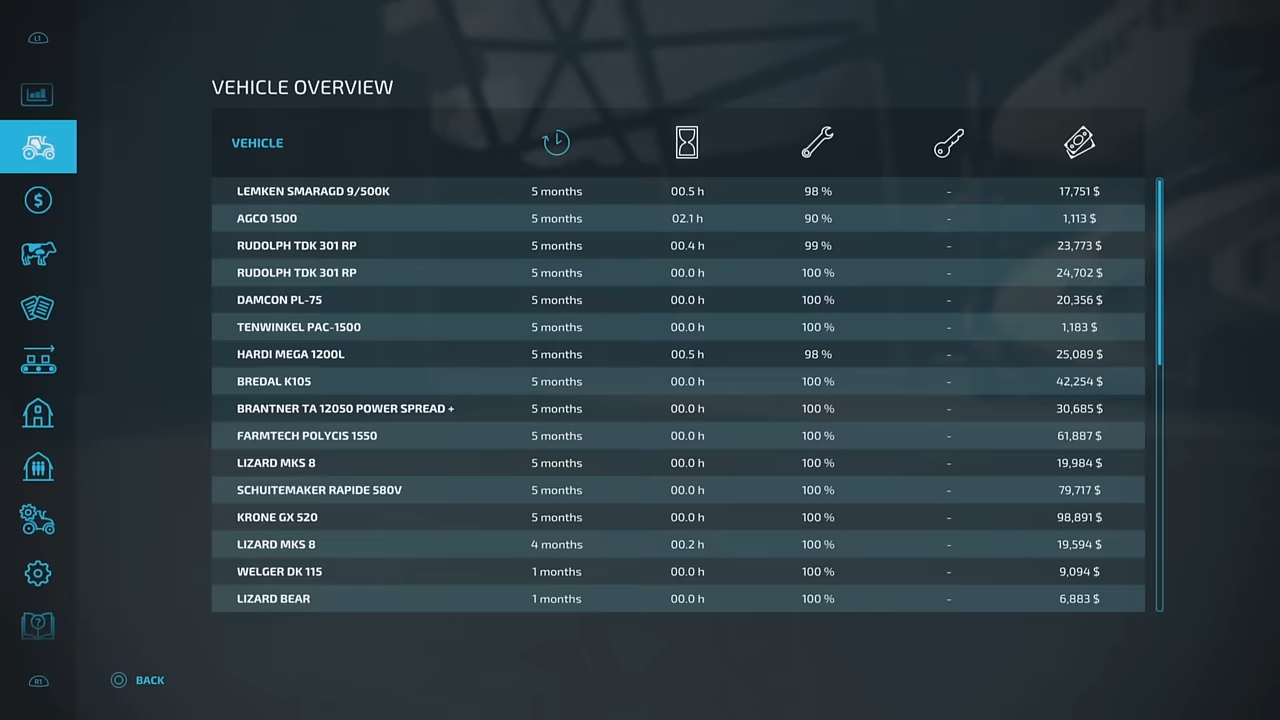 L1
VEHICLE OVERVIEW
VEHICLE
LEMKEN SMARAGD 9/500K 5 months 00.5 h 98 % - 17,751 $
AGCO 1500 5 months 02.1 h 90 % - 1,113 $
RUDOLPH TDK 301 RP 5 months 00.4 h 99 % - 23,773 $
RUDOLPH TDK 301 RP 5 months 00.0 h 100 % - 24,702 $
DAMCON PL-75 5 months 00.0 h 100 % - 20,356 $
TENWINKEL PAC-1500 5 months 00.0 h 100 % - 1,183 $
HARDI MEGA 1200L 5 months 00.5 h 98 % - 25,089 $
BREDAL K105 5 months 00.0 h 100 % - 42,254 $
BRANTNER TA 12050 POWER SPREAD + 5 months 00.0 h 100 % - 30,685 $
FARMTECH POLYCIS 1550 5 months 00.0 h 100 % - 61,887 $
LIZARD MKS 8 5 months 00.0 h 100 % - 19,984 $
SCHUITEMAKER RAPIDE 580V 5 months 00.0 h 100 % - 79,717 $
KRONE GX 520 5 months 00.0 h 100 % - 98,891 $
LIZARD MKS 8 4 months 00.2 h 100 % - 19,594 $
WELGER DK 115 1 months 00.0 h 100 % - 9,094 $
LIZARD BEAR 1 months 00.0 h 100 % - 6,883 $
R1
BACK